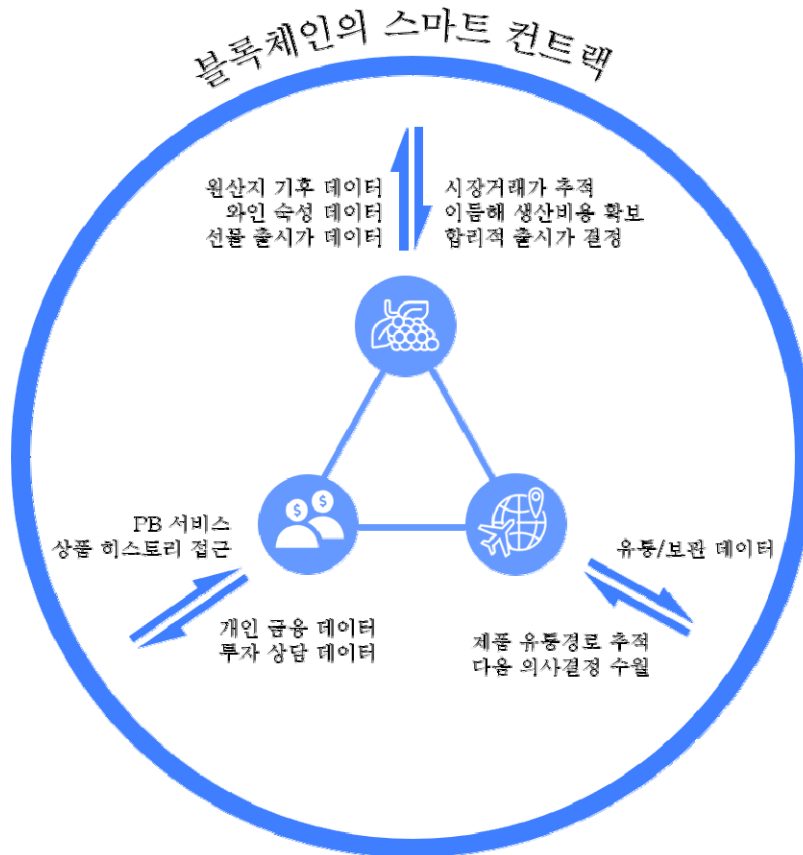 블록체인의 스마트 컨트랙
원산지 기후 데이터
와인 숙성 데이터
선물 출시가 데이터
시장거래가 추적
이듬해 생산비용 확보
합리적 출시가 결정
$ $
PB 서비스
상품 히스토리 접근
개인 금융 데이터
투자 상담 데이터
유통/보관 데이터
제품 유통경로 추적
다음 의사결정 수월